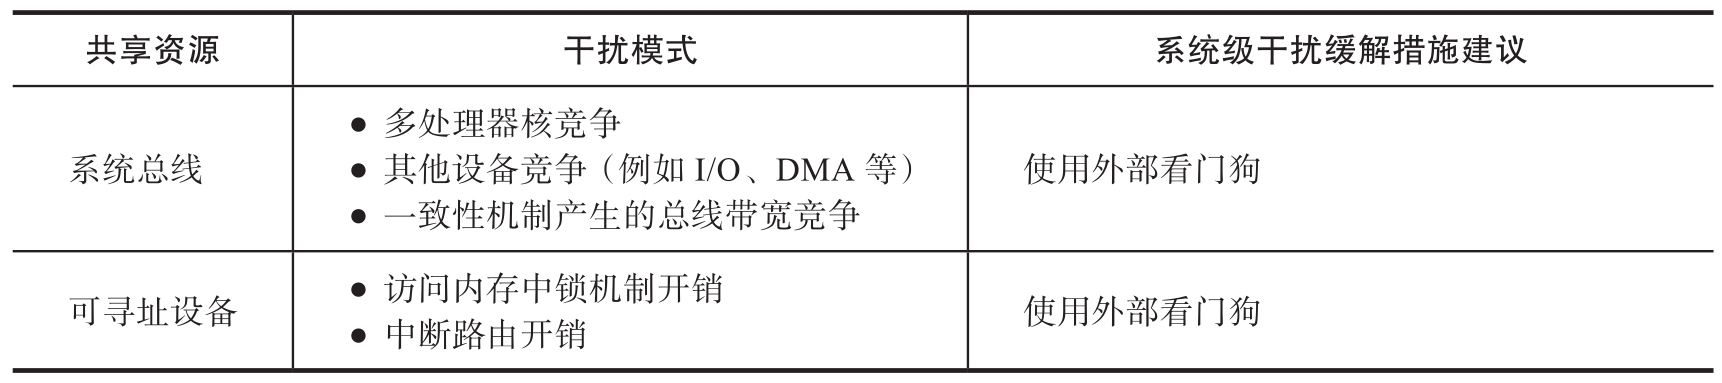 共享资源 干扰模式 系统级干扰缓解措施建议
● 多处理器核竞争
系统总线 ● 其他设备竞争（例如 I/O、DMA 等） 使用外部看门狗
● 一致性机制产生的总线带宽竞争
● 访问内存中锁机制开销
可寻址设备 使用外部看门狗
● 中断路由开销